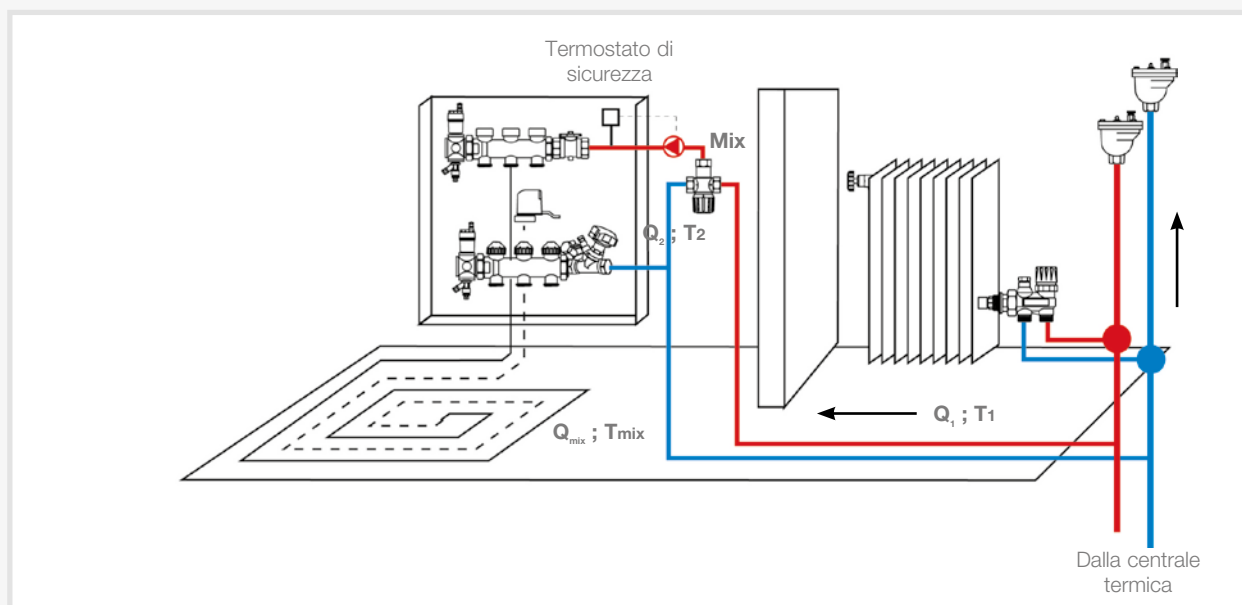 Termostato di
sicurezza
Mix
Q2 ; T2
Qmix ; Tmix
Q1 ; T1
Dalla centrale
termica